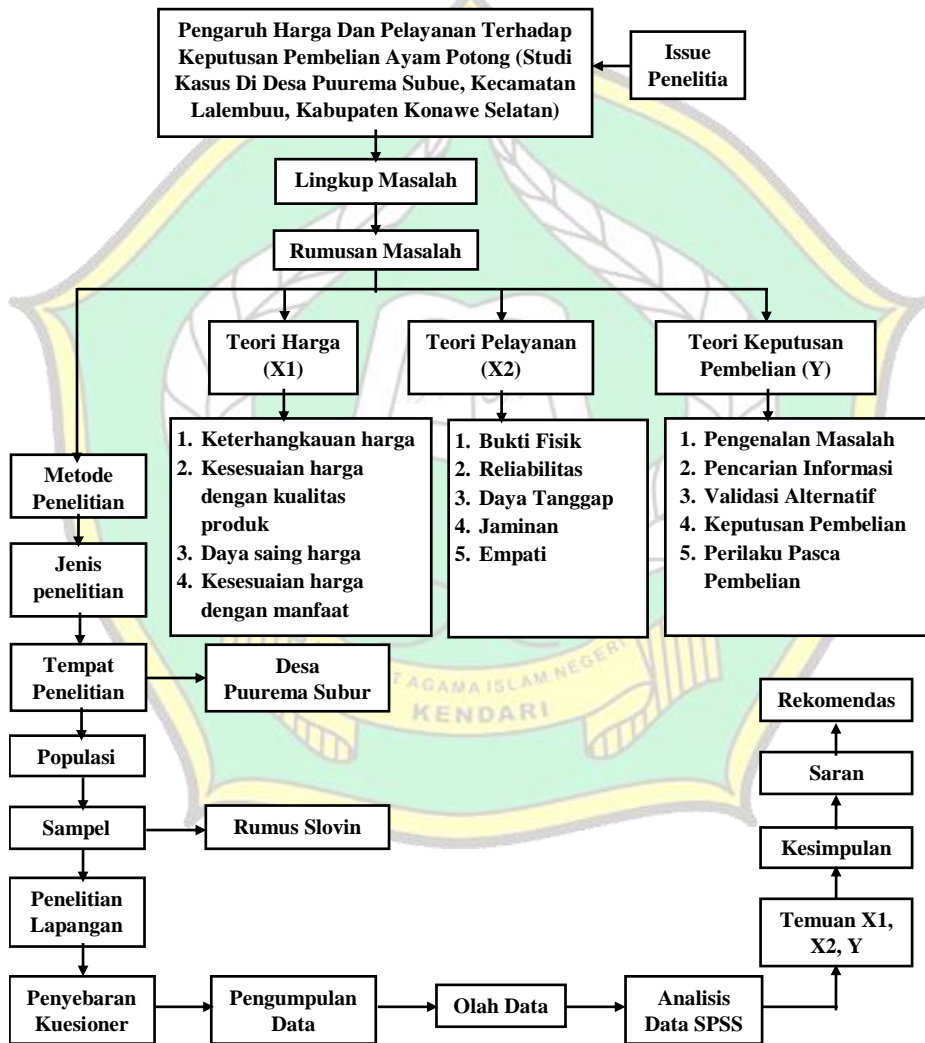 Pengaruh Harga Dan Pelayanan Terhadap
Keputusan Pembelian Ayam Potong (Studi
Kasus Di Desa Puurema Subue, Kecamatan
Lalembuu, Kabupaten Konawe Selatan)
Issue
Penelitia
Lingkup Masalah
Rumusan Masalah
Teori Harga
(X1)
Teori Pelayanan
(X2)
Teori Keputusan
Pembelian (Y)
1. Keterhangkauan harga
2. Kesesuaian harga
dengan kualitas
produk
3. Daya saing harga
4. Kesesuaian harga
dengan manfaat
1. Bukti Fisik
2. Reliabilitas
3. Daya Tanggap
4. Jaminan
5. Empati
1. Pengenalan Masalah
2. Pencarian Informasi
3. Validasi Alternatif
4. Keputusan Pembelian
5. Perilaku Pasca
Pembelian
Metode
Penelitian
Jenis
penelitian
Tempat
Penelitian
Desa
Puurema Subur
Populasi
Sampel
Rumus Slovin
Penelitian
Lapangan
Penyebaran
Kuesioner
Pengumpulan
Data
Olah Data
Analisis
Data SPSS
Temuan X1,
X2, Y
Kesimpulan
Saran
Rekomendas
AGAMA ISLAM NEGERI
KENDARI